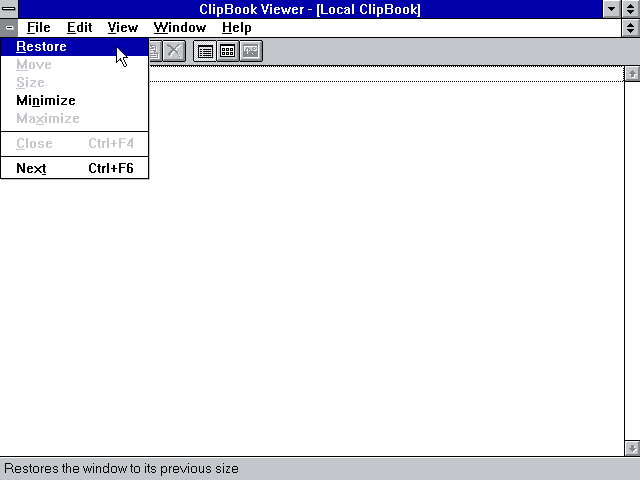 ClipBook Viewer - [Local ClipBook]
File Edit View Window Help
Restore
Move
Size
Minimize
Maximize
Close Ctrl+F4
Next Ctrl+F6
Restores the window to its previous size